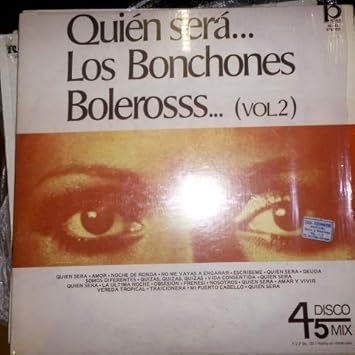 Quién será...
Los Bonchones
Bolerosss... (VOL.2)
QUIEN SERA - AMOR - NOCHE DE RONDA - NO ME VAYAS A ENGAÑAR - ESCRIBEME - QUIEN SERA - DEUDA
SOMOS DIFERENTES - QUIZAS, QUIZAS, QUIZAS - VIDA CONSENTIDA - QUIEN SERA
QUIEN SERA - LA ULTIMA NOCHE - OBSESIÓN - FRENESI - NOSOTROS - QUIEN SERA - AMAR Y VIVIR
VEREDA TROPICAL - TRAICIONERA - MI PUERTO CABELLO - QUIEN SERA
45 DISCO
MIX